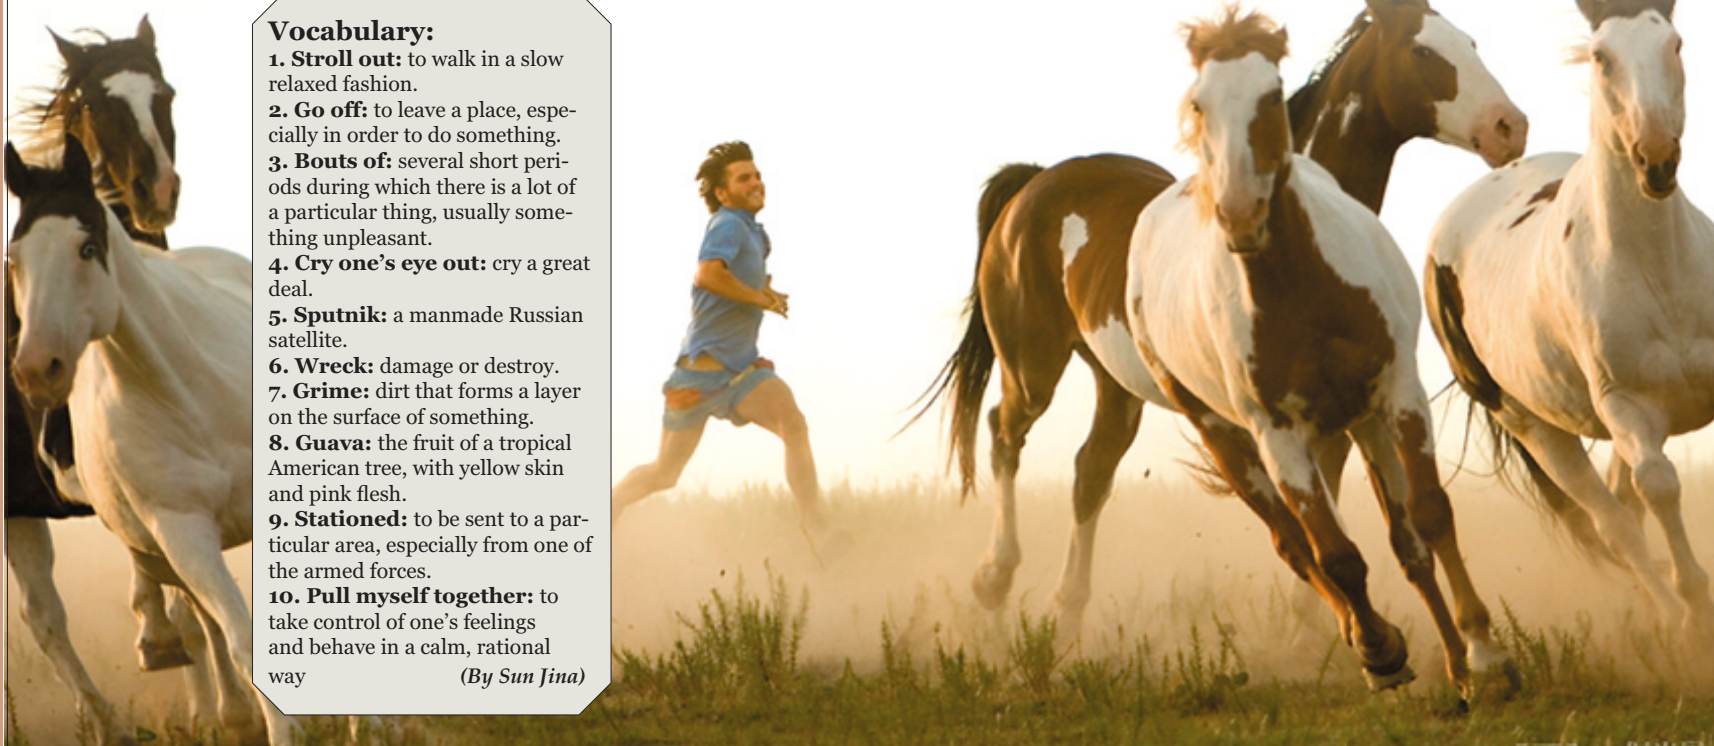 Vocabulary:
1. Stroll out: to walk in a slow
relaxed fashion.
2. Go off: to leave a place, espe-
cially in order to do something.
3. Bouts of: several short peri-
ods during which there is a lot of
a particular thing, usually some-
thing unpleasant.
4. Cry one’s eye out: cry a great
deal.
5. Sputnik: a manmade Russian
satellite.
6. Wreck: damage or destroy.
7. Grime: dirt that forms a layer
on the surface of something.
8. Guava: the fruit of a tropical
American tree, with yellow skin
and pink flesh.
9. Stationed: to be sent to a par-
ticular area, especially from one of
the armed forces.
10. Pull myself together: to
take control of one’s feelings
and behave in a calm, rational
way (By Sun Jina)